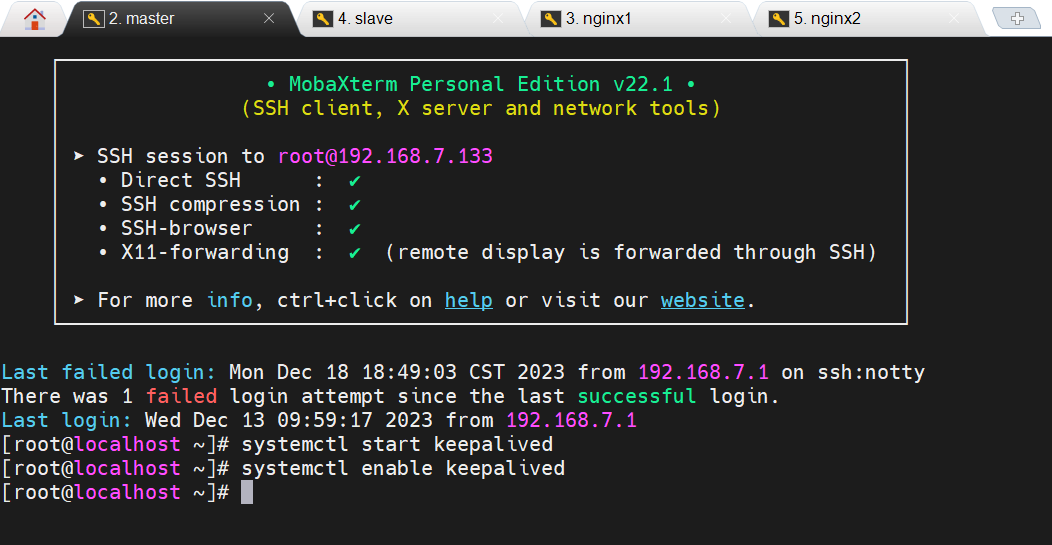 2. master
4. slave
3. nginx1
5. nginx2
• MobaXterm Personal Edition v22.1 •
(SSH client, X server and network tools)
➤ SSH session to root@192.168.7.133
• Direct SSH : ✔
• SSH compression : ✔
• SSH-browser : ✔
• X11-forwarding : ✔ (remote display is forwarded through SSH)
➤ For more info, ctrl+click on help or visit our website.
Last failed login: Mon Dec 18 18:49:03 CST 2023 from 192.168.7.1 on ssh:notty
There was 1 failed login attempt since the last successful login.
Last login: Wed Dec 13 09:59:17 2023 from 192.168.7.1
[root@localhost ~]# systemctl start keepalived
[root@localhost ~]# systemctl enable keepalived
[root@localhost ~]#